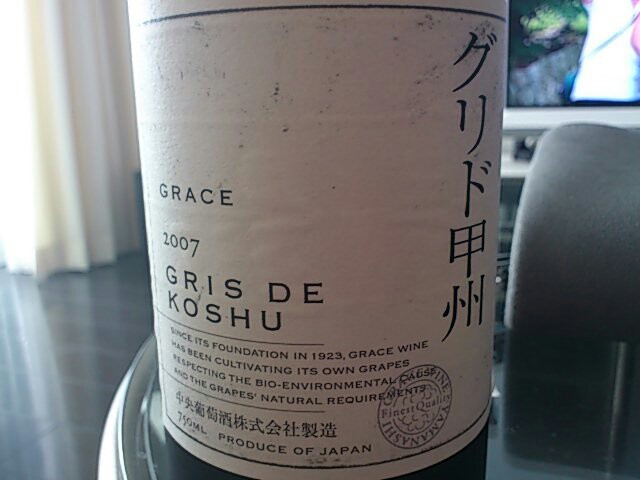 グリド甲州
GRACE
2007
GRIS DE
KOSHU
SINCE ITS FOUNDATION IN 1923, GRACE WINE
HAS BEEN CULTIVATING ITS OWN GRAPES
RESPECTING THE BIO-ENVIRONMENTAL CAUSE
AND THE GRAPES' NATURAL REQUIREMENTS
中央葡萄酒株式会社製造
750ML PRODUCE OF JAPAN
Finest Quality
YAMANASHI